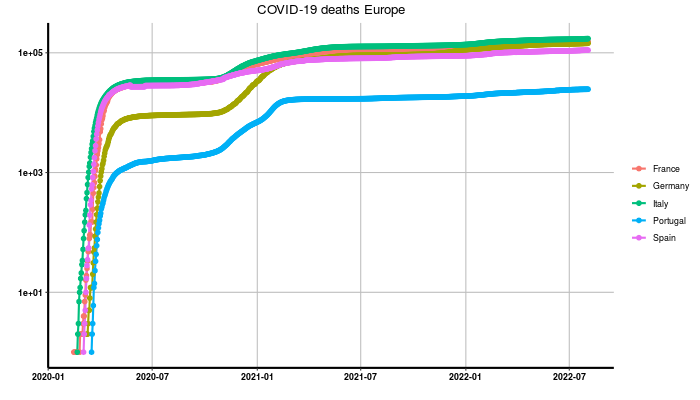 COVID-19 deaths Europe
1e+05
1e+03
1e+01
2020-01
2020-07
2021-01
2021-07
2022-01
2022-07
France
Germany
Italy
Portugal
Spain